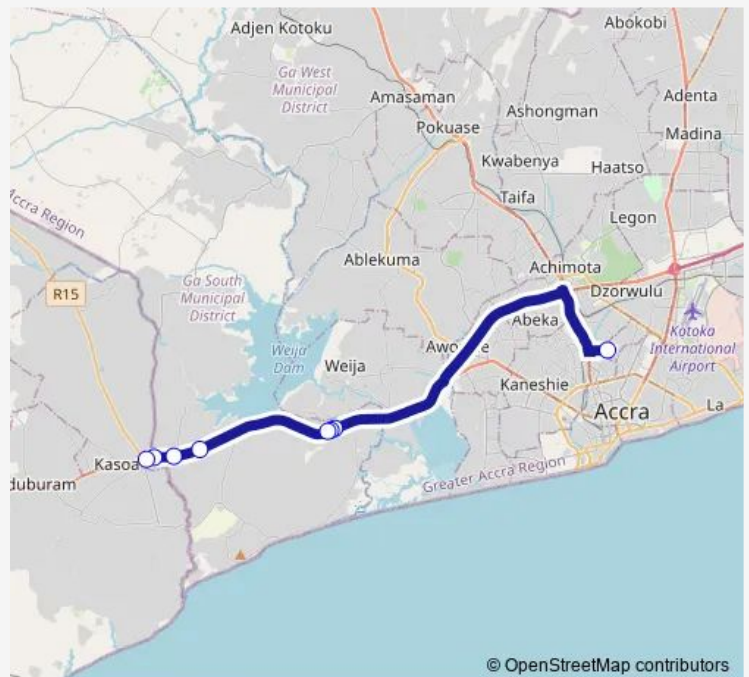 Adjen Kotoku
Abokobi
Ga West
Municipal
District
Amasaman
Adenta
Ashongman
Pokuase
Madina
Kwabenya
Haatso
Accra Region
Taifa
Legon
Ablekuma
Achimota
Ga South
Municipal
District
R15
Dzorwulu
Abeka
Weija
Dam
Weija
Kotoka
International
Airport
Kaneshie
Accra
La
Kasoa
duburam
Greater Accra Region
© OpenStreetMap contributors